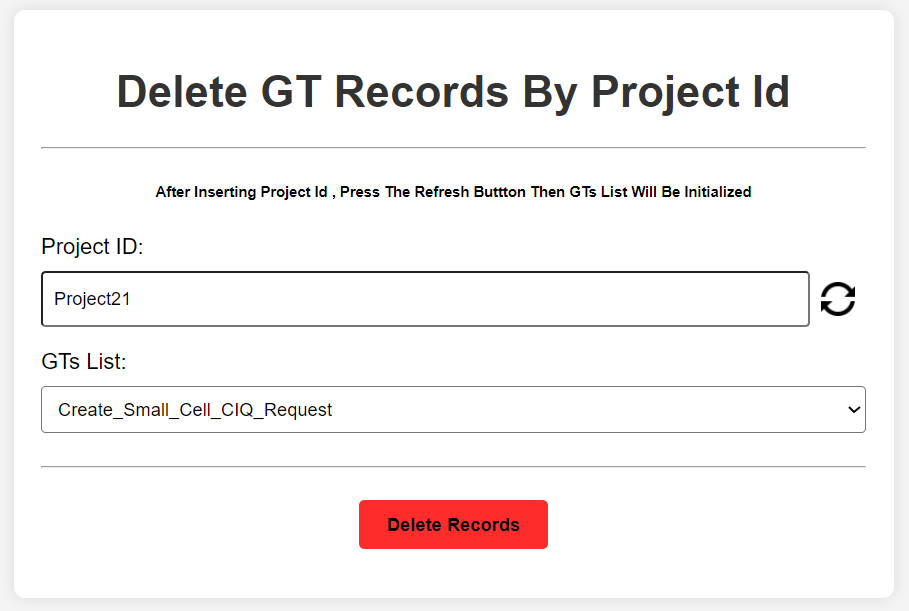 Delete GT Records By Project Id
After Inserting Project Id , Press The Refresh Buttton Then GTs List Will Be Initialized
Project ID:
Project21
GTs List:
Create_Small_Cell_CIQ_Request
Delete Records